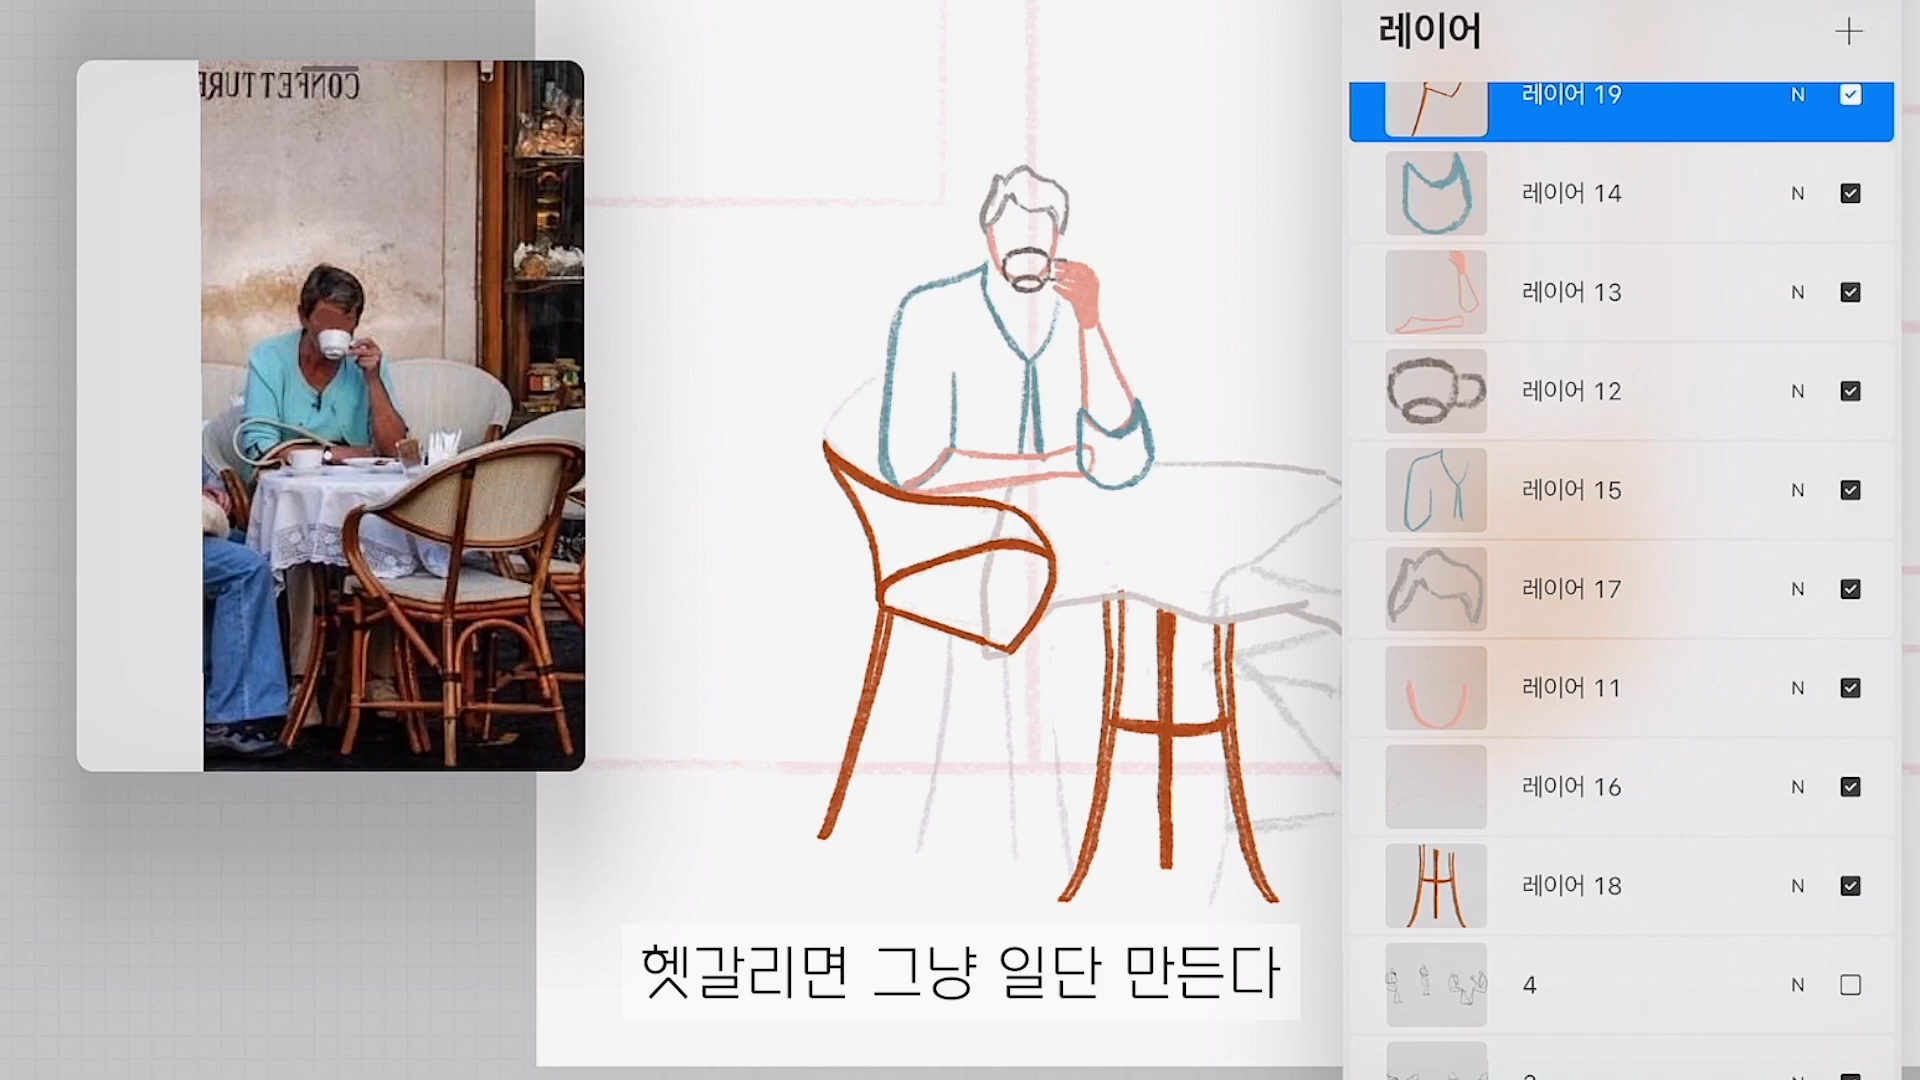 CONFETTURE
레이어
레이어 19 N
레이어 14 N
레이어 13 N
레이어 12 N
레이어 15 N
레이어 17 N
레이어 11 N
레이어 16 N
레이어 18 N
4 N
헷갈리면 그냥 일단 만든다